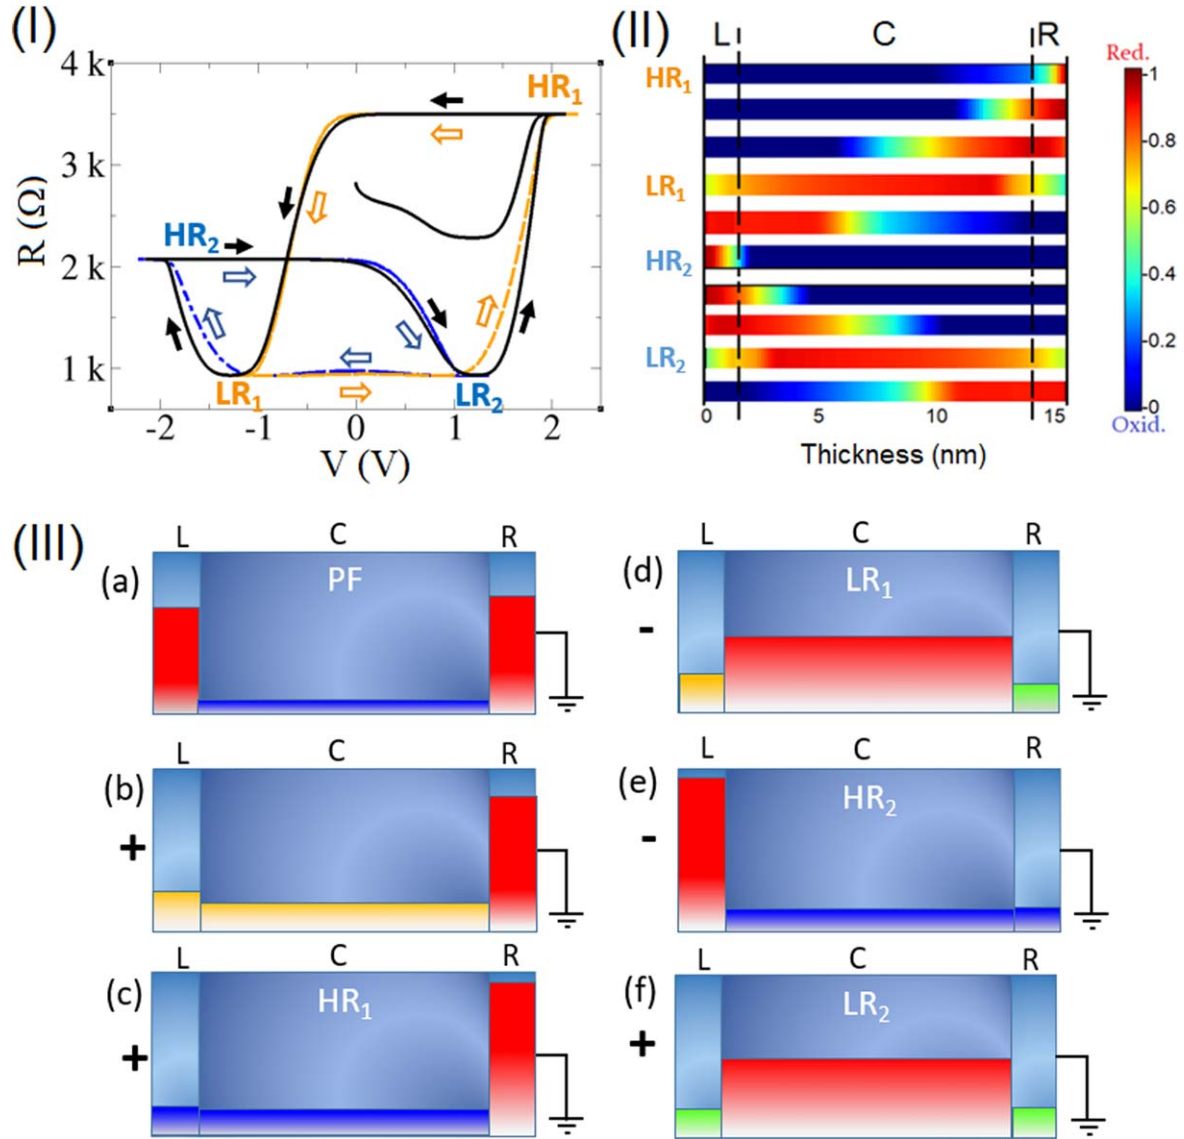 (I)
4 k
3 k
2 k
1 k
R (Ω)
HR1
HR2
LR1
LR2
-2 -1 0 1 2
V (V)
(II)
L C R
HR1
LR1
HR2
LR2
0 5 10 15
Thickness (nm)
Red.
1
0.8
0.6
0.4
0.2
0
Oxid.
(III)
L C R
(a)
PF
L C R
(b)
+
L C R
(c)
HR1
+
L C R
(d)
LR1
-
L C R
(e)
HR2
-
L C R
(f)
LR2
+